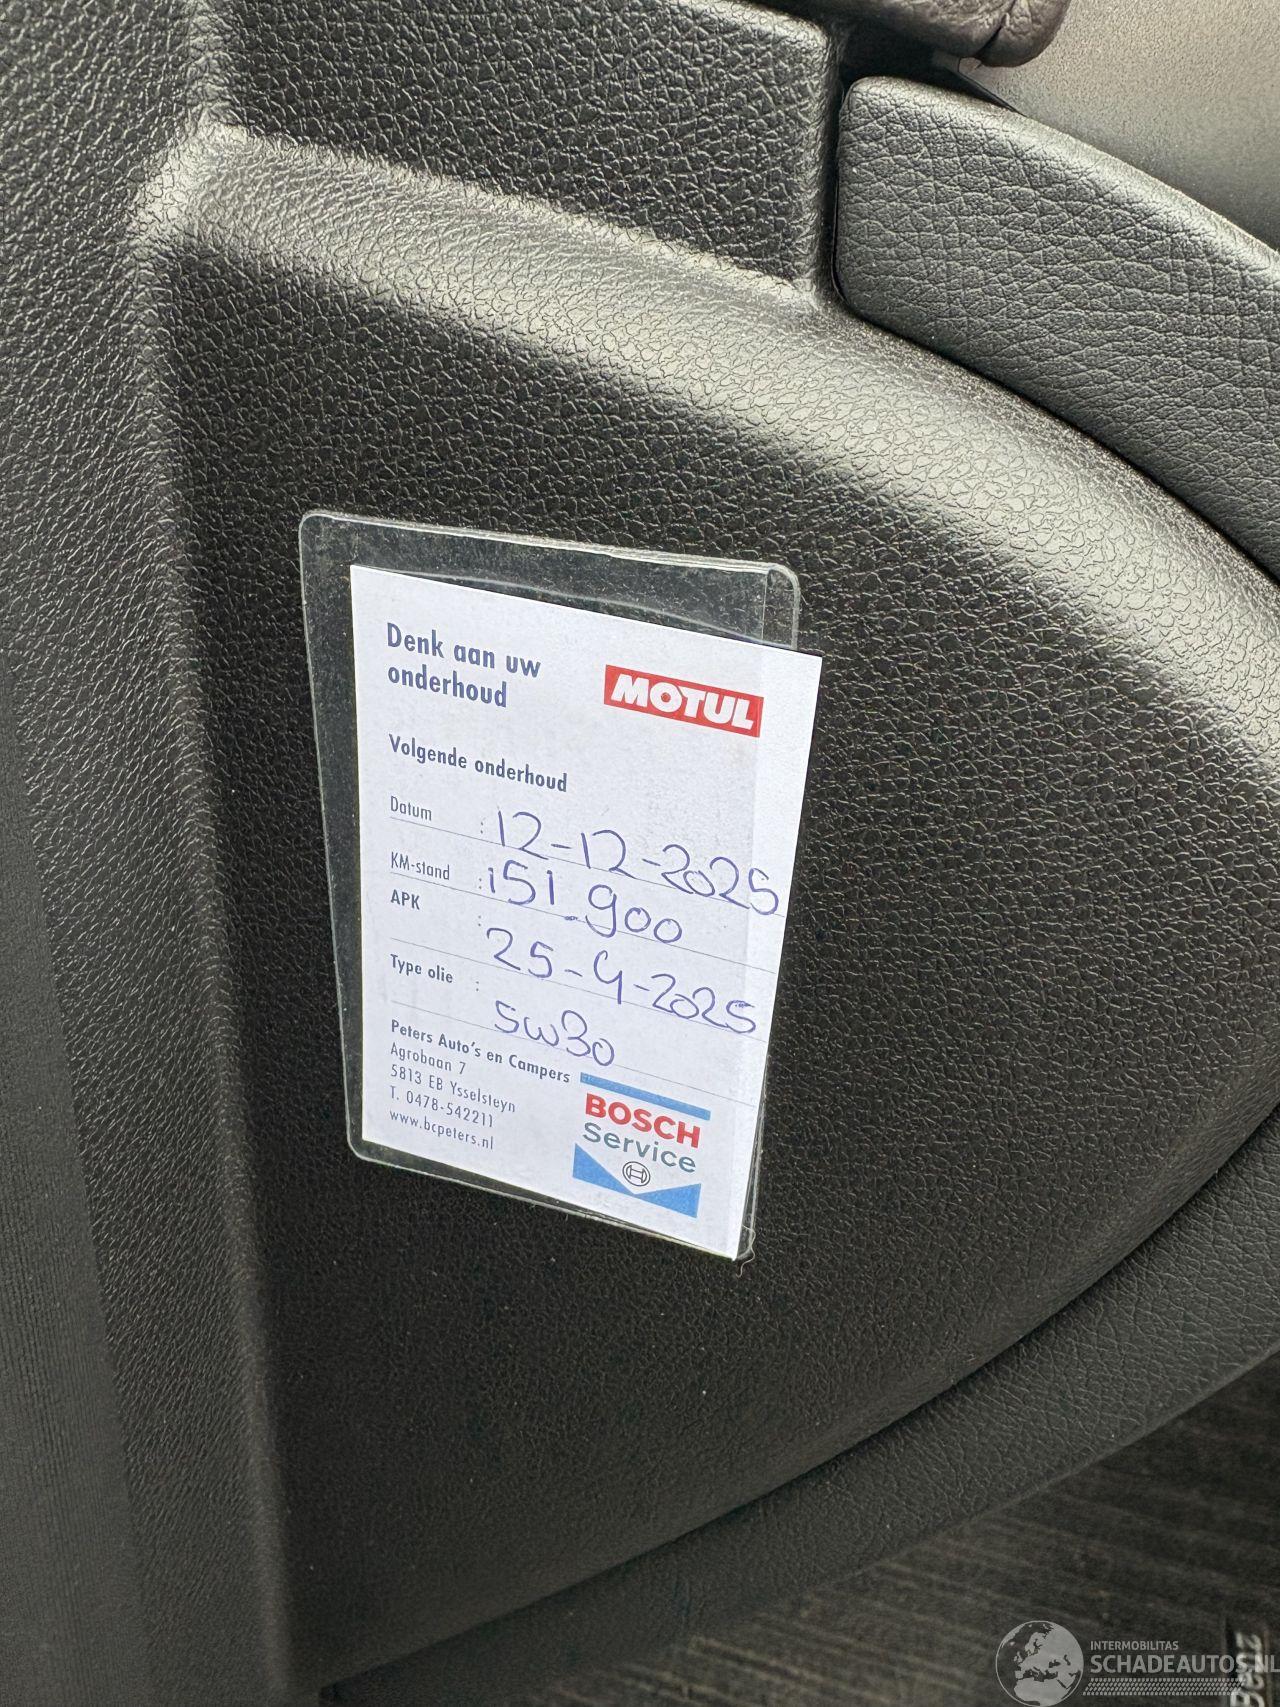 Denk aan uw
onderhoud
MOTUL
Volgende onderhoud
Datum : 12-12-2025
KM-stand : 151.900
APK : 25-4-2025
Type olie : 5w30
Peters Auto's en Campers
Agrobaan 7
5813 EB Ysselsteyn
T. 0478-542211
www.bcpeters.nl
BOSCH
Service
INTERMOBILITAS
SCHADEAUTOS.NL